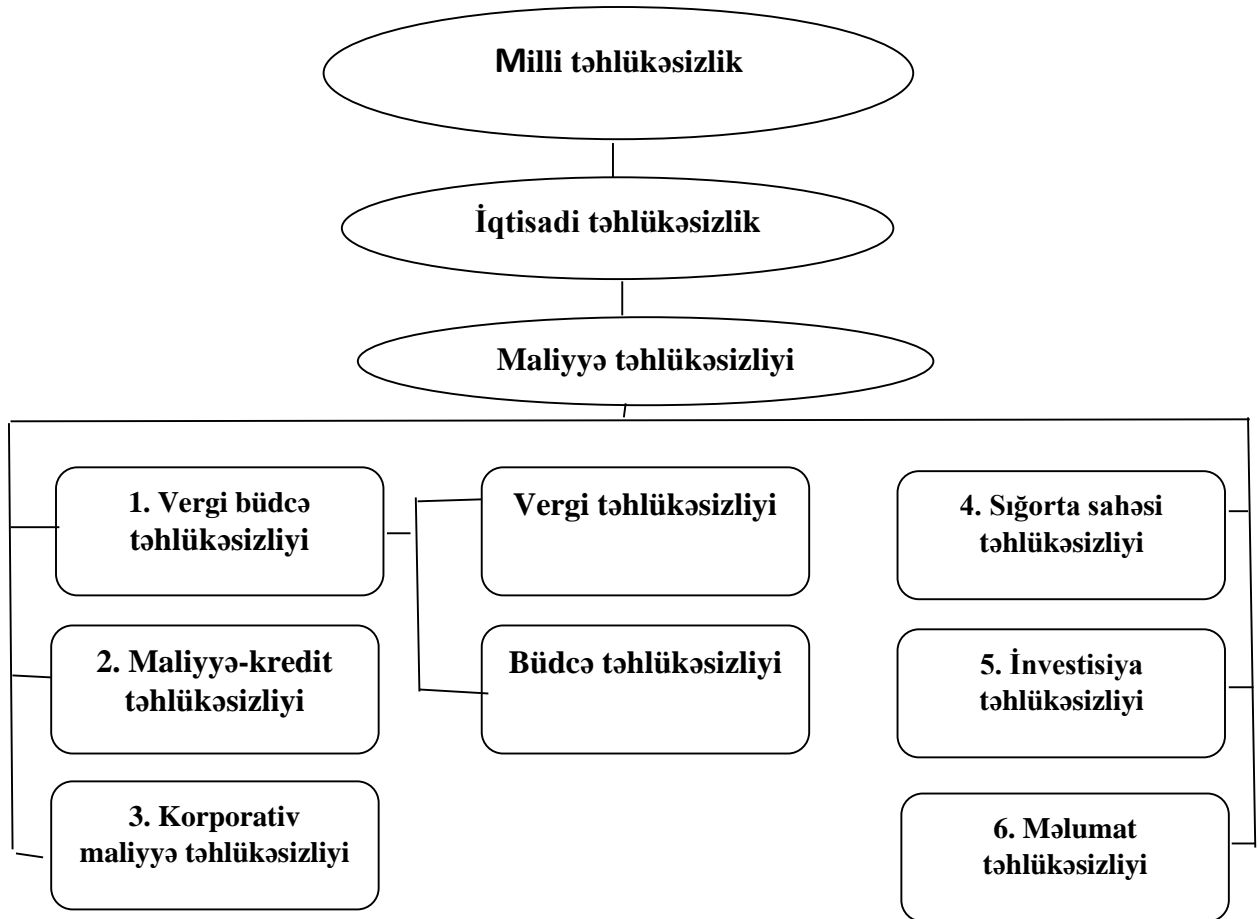 Milli təhlükəsizlik
İqtisadi təhlükəsizlik
Maliyyə təhlükəsizliyi
1. Vergi büdcə
təhlükəsizliyi
Vergi təhlükəsizliyi
4. Sığorta sahəsi
təhlükəsizliyi
2. Maliyyə-kredit
təhlükəsizliyi
Büdcə təhlükəsizliyi
5. İnvestisiya
təhlükəsizliyi
3. Korporativ
maliyyə təhlükəsizliyi
6. Məlumat
təhlükəsizliyi